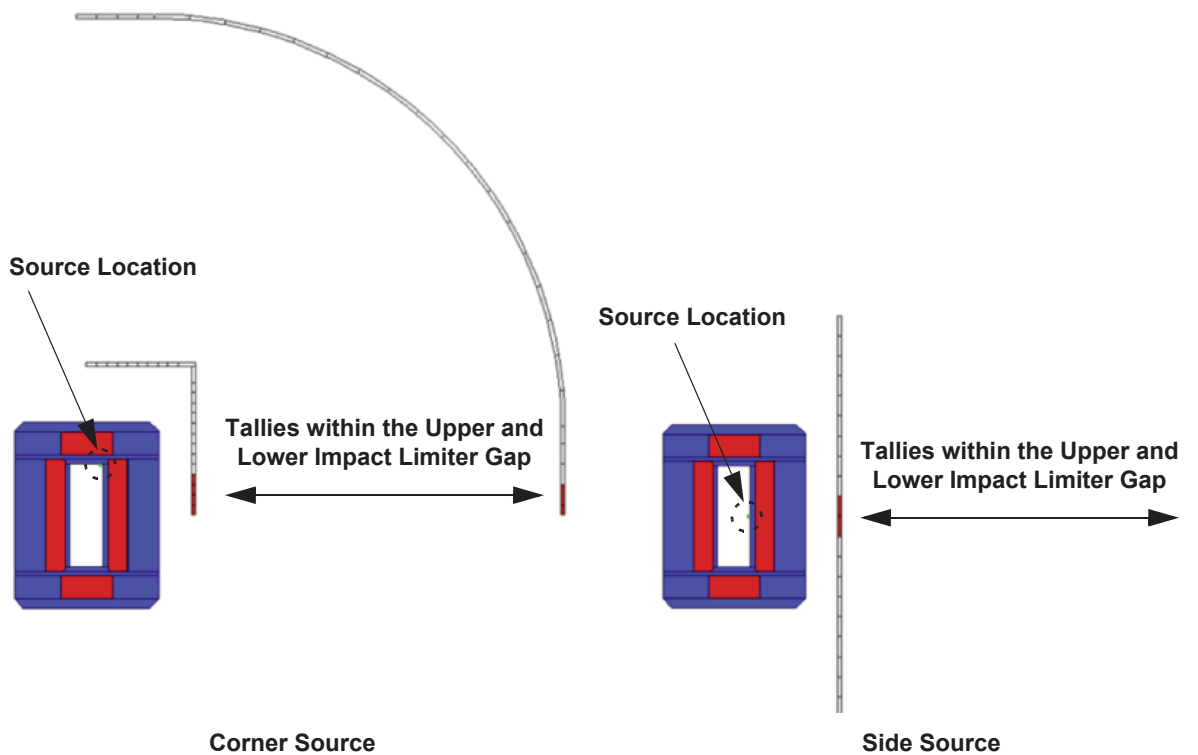 Source Location
Tallies within the Upper and
Lower Impact Limiter Gap
Corner Source
Source Location
Tallies within the Upper and
Lower Impact Limiter Gap
Side Source